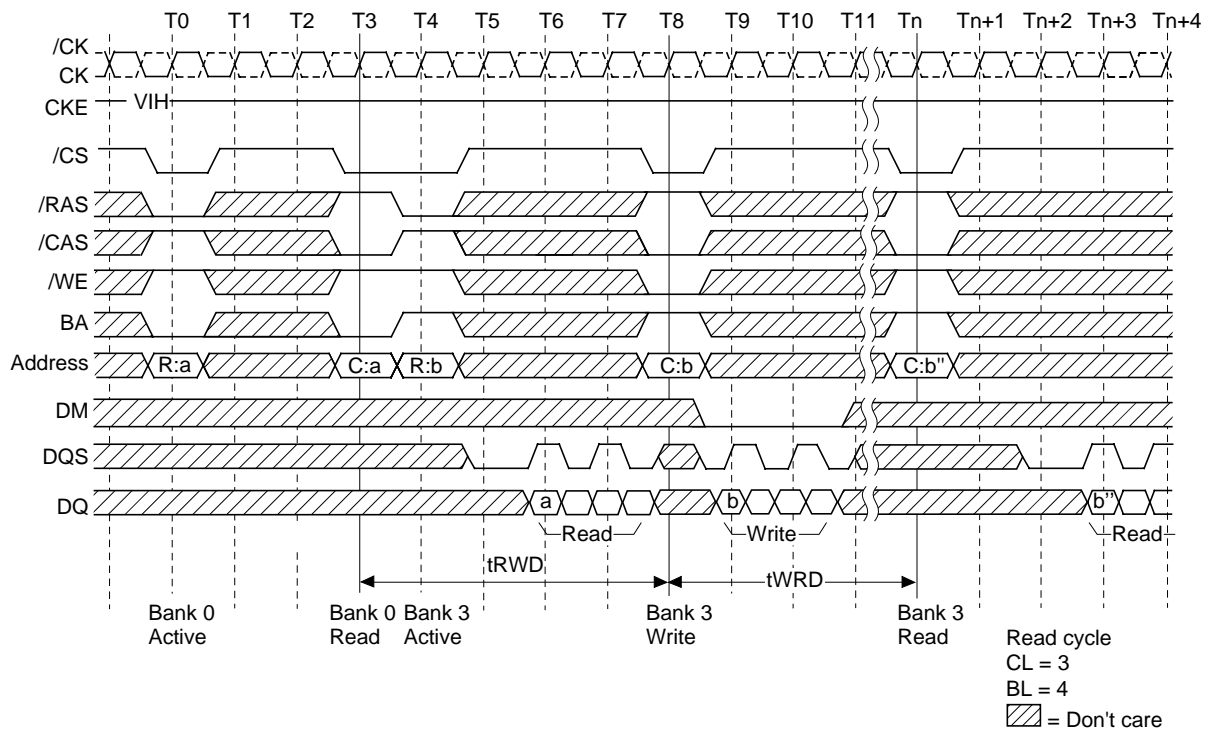 T0 T1 T2 T3 T4 T5 T6 T7 T8 T9 T10 T11 Tn Tn+1 Tn+2 Tn+3 Tn+4
/CK
CK
CKE VIH
/CS
/RAS
/CAS
/WE
BA
Address R:a C:a R:b C:b C:b"
DM
DQS
DQ a b b’’
Read Write Read
tRWD tWRD
Bank 0 Active
Bank 0 Read
Bank 3 Active
Bank 3 Write
Bank 3 Read
Read cycle
CL = 3
BL = 4
= Don't care